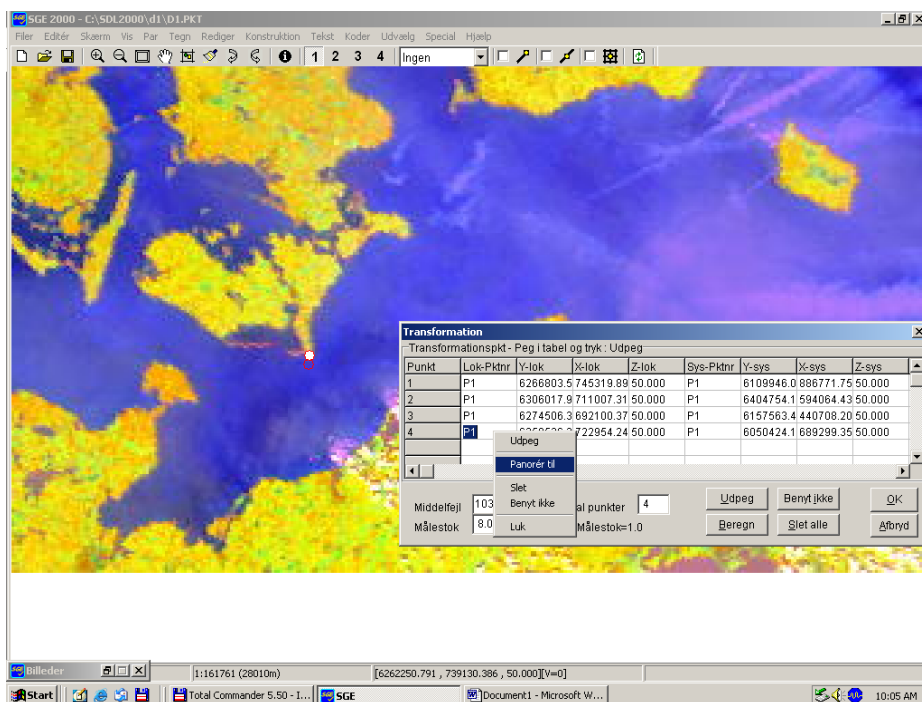 SGE 2000 - C:\SDL2000\d1\D1.PKT
Filer Editér Skærm Vis Par Tegn Rediger Konstruktion Tekst Koder Udvælg Special Hjælp
1 2 3 4 Ingen
Transformation
Transformationspkt - Peg i tabel og tryk : Udpeg
Punkt Lok-Pktnr Y-lok X-lok Z-lok Sys-Pktnr Y-sys X-sys Z-sys
1 P1 6266803.5 745319.89 50.000 P1 6109946.0 886771.75 50.000
2 P1 6306017.9 711007.31 50.000 P1 6404754.1 594064.43 50.000
3 P1 6274506.3 692100.37 50.000 P1 6157563.4 440708.20 50.000
4 P1 722954.24 50.000 P1 6050424.1 689299.35 50.000
Udpeg
Panorér til
Slet
Benyt ikke
Luk
Middelfejl 103 al punkter 4 Udpeg Benyt ikke OK
Målestok 8.0 Målestok=1.0 Beregn Slet alle Afbryd
Billeder 1:161761 (28010m) [6262250.791 , 739130.386 , 50.000][V=0]
Start Total Commander 5.50 - I... SGE Document1 - Microsoft W... 10:05 AM